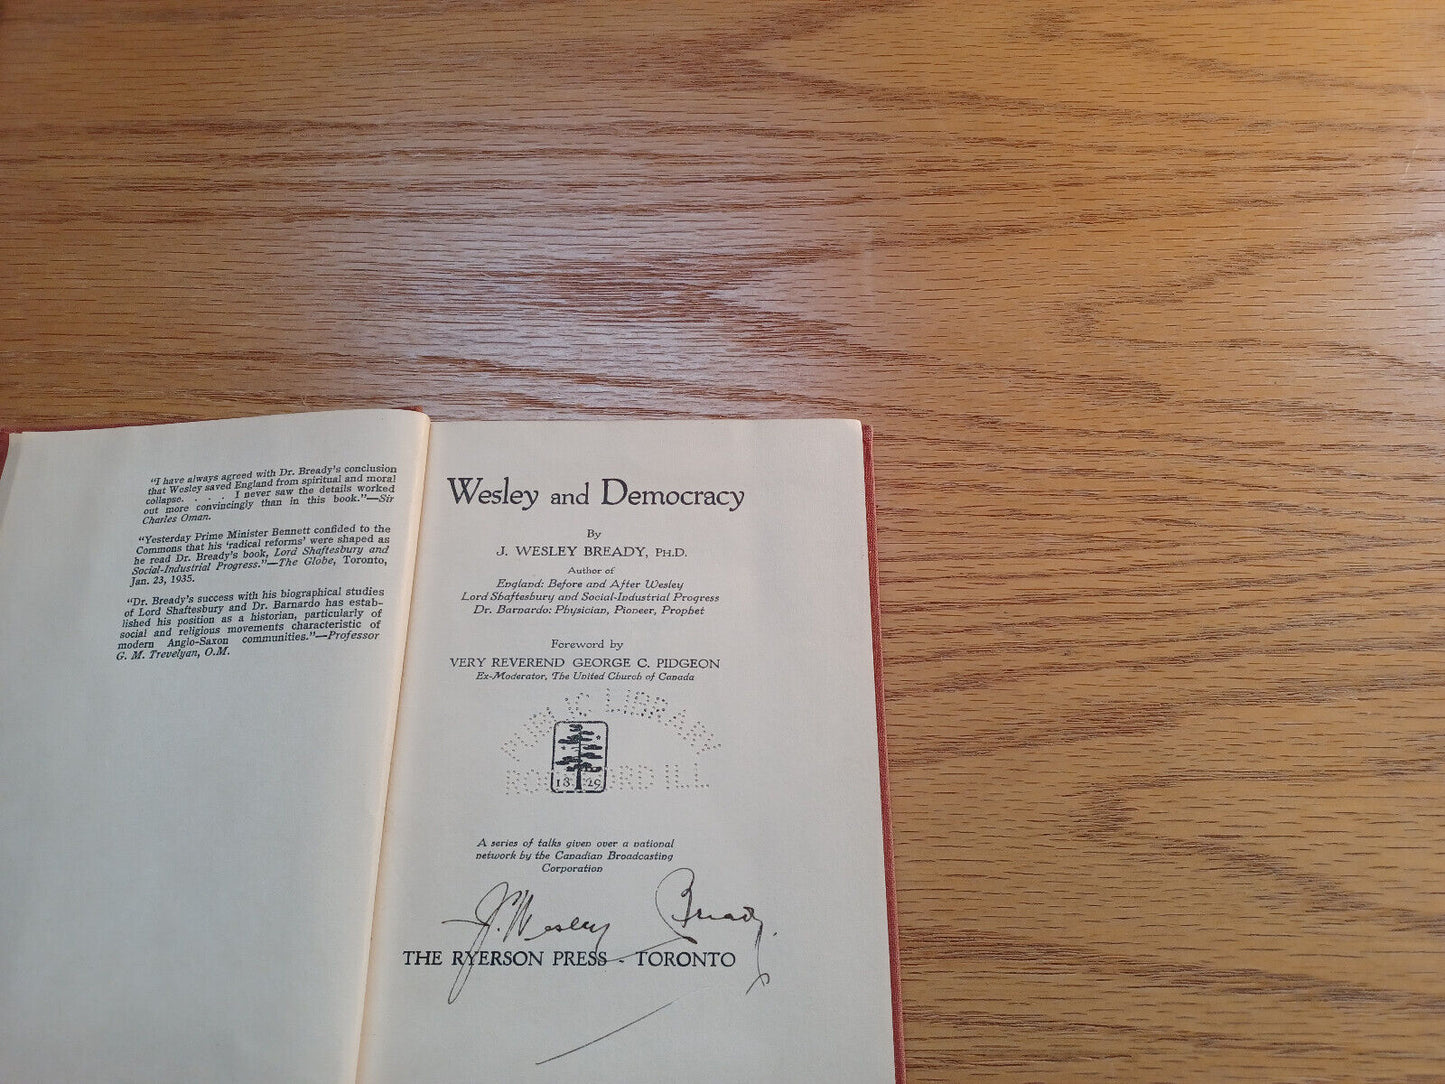 "I have always agreed with Dr. Bready's conclusion
that Wesley saved England from spiritual and moral
collapse. . . . . I never saw the details worked
out more convincingly than in this book."—Sir
Charles Oman.
"Yesterday Prime Minister Bennett confided to the
Commons that his 'radical reforms' were shaped as
he read Dr. Bready's book, Lord Shaftesbury and
Social-Industrial Progress."—The Globe, Toronto,
Jan. 23, 1935.
"Dr. Bready's success with his biographical studies
of Lord Shaftesbury and Dr. Barnardo has estab-
lished his position as a historian, particularly of
social and religious movements characteristic of
modern Anglo-Saxon communities."—Professor
G. M. Trevelyan, O.M.
Wesley and Democracy
By
J. WESLEY BREADY, PH.D.
Author of
England: Before and After Wesley
Lord Shaftesbury and Social-Industrial Progress
Dr. Barnardo: Physician, Pioneer, Prophet
Foreword by
VERY REVEREND GEORGE C. PIDGEON
Ex-Moderator, The United Church of Canada
PUBLIC LIBRARY
18 29
ROCKFORD ILL
A series of talks given over a national
network by the Canadian Broadcasting
Corporation
J. Wesley Bready.
THE RYERSON PRESS - TORONTO